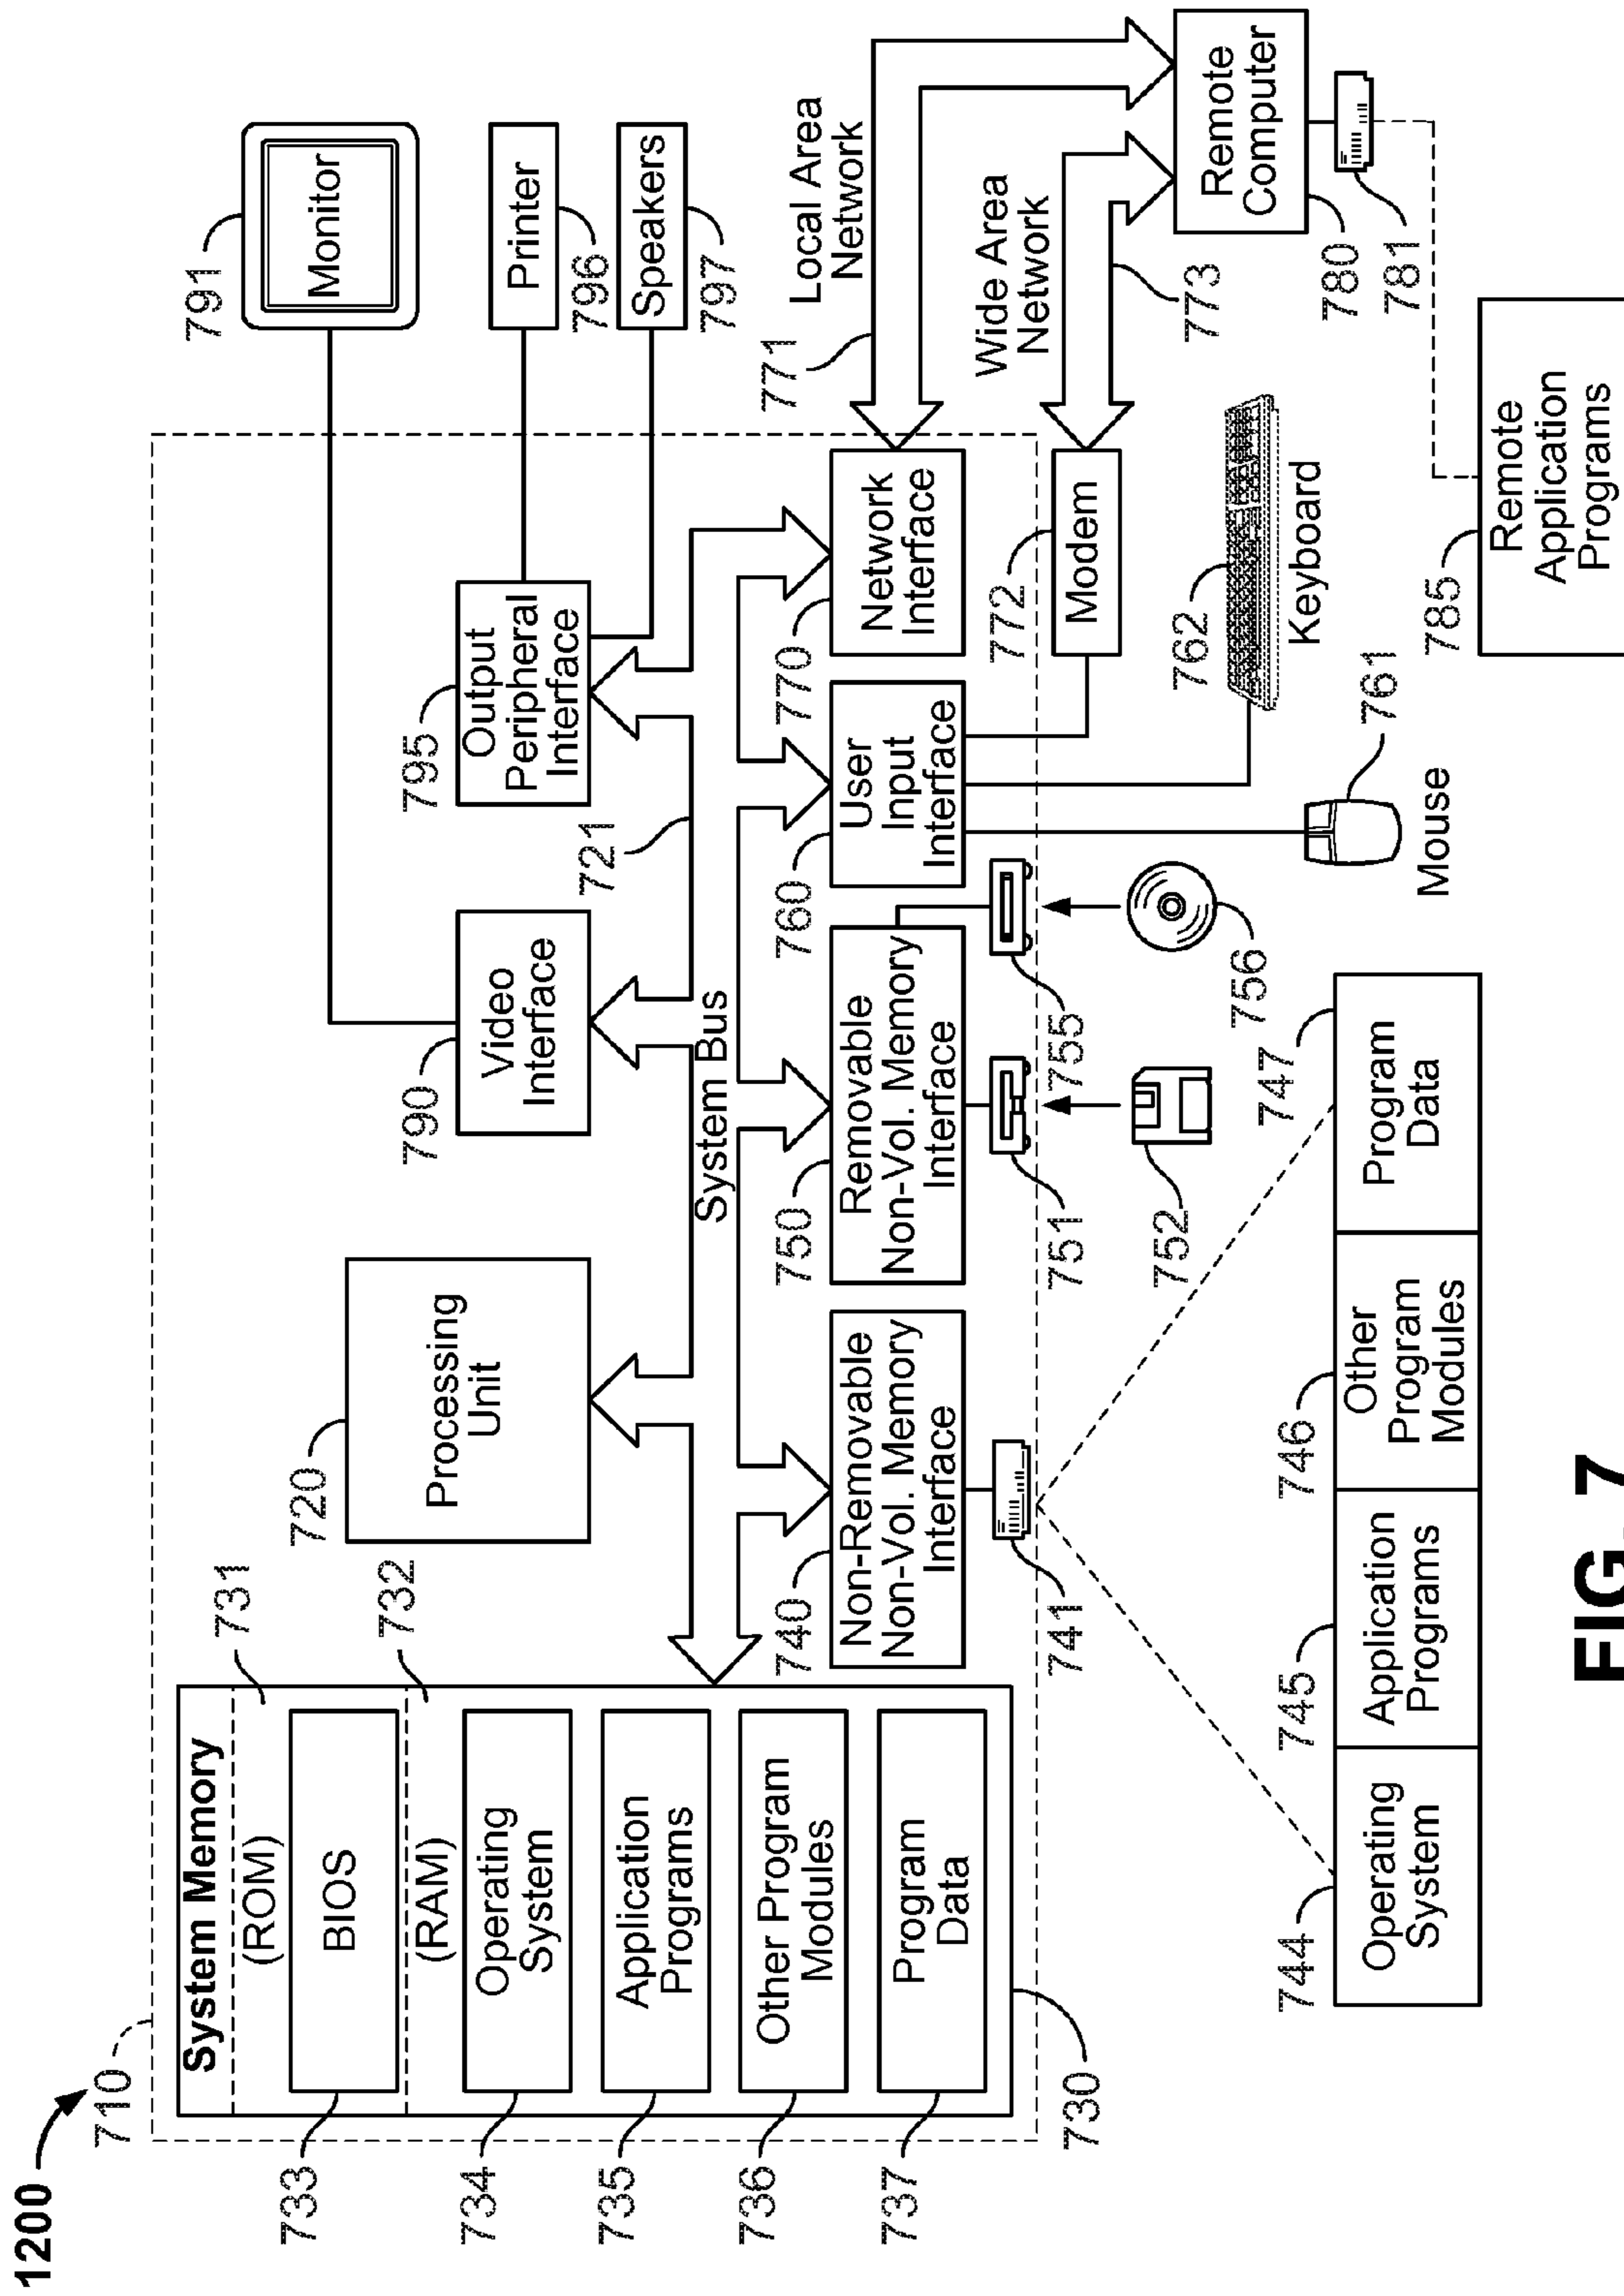 1200
710
System Memory
(ROM)
731
BIOS
733
(RAM)
732
Operating
System
734
Application
Programs
735
Other Program
Modules
736
Program
Data
737
730
720
Processing
Unit
790
Video
Interface
795
Output
Peripheral
Interface
721
System Bus
791
Monitor
Printer
796
Speakers
797
740
Non-Removable
Non-Vol. Memory
Interface
741
750
Removable
Non-Vol. Memory
Interface
751
755
752
756
760
User
Input
Interface
770
Network
Interface
772
Modem
771
Local Area
Network
Wide Area
Network
773
Remote
Computer
780
781
762
Keyboard
761
Mouse
785
Remote
Application
Programs
744
Operating
System
745
Application
Programs
746
Other
Program
Modules
747
Program
Data
FIG. 7